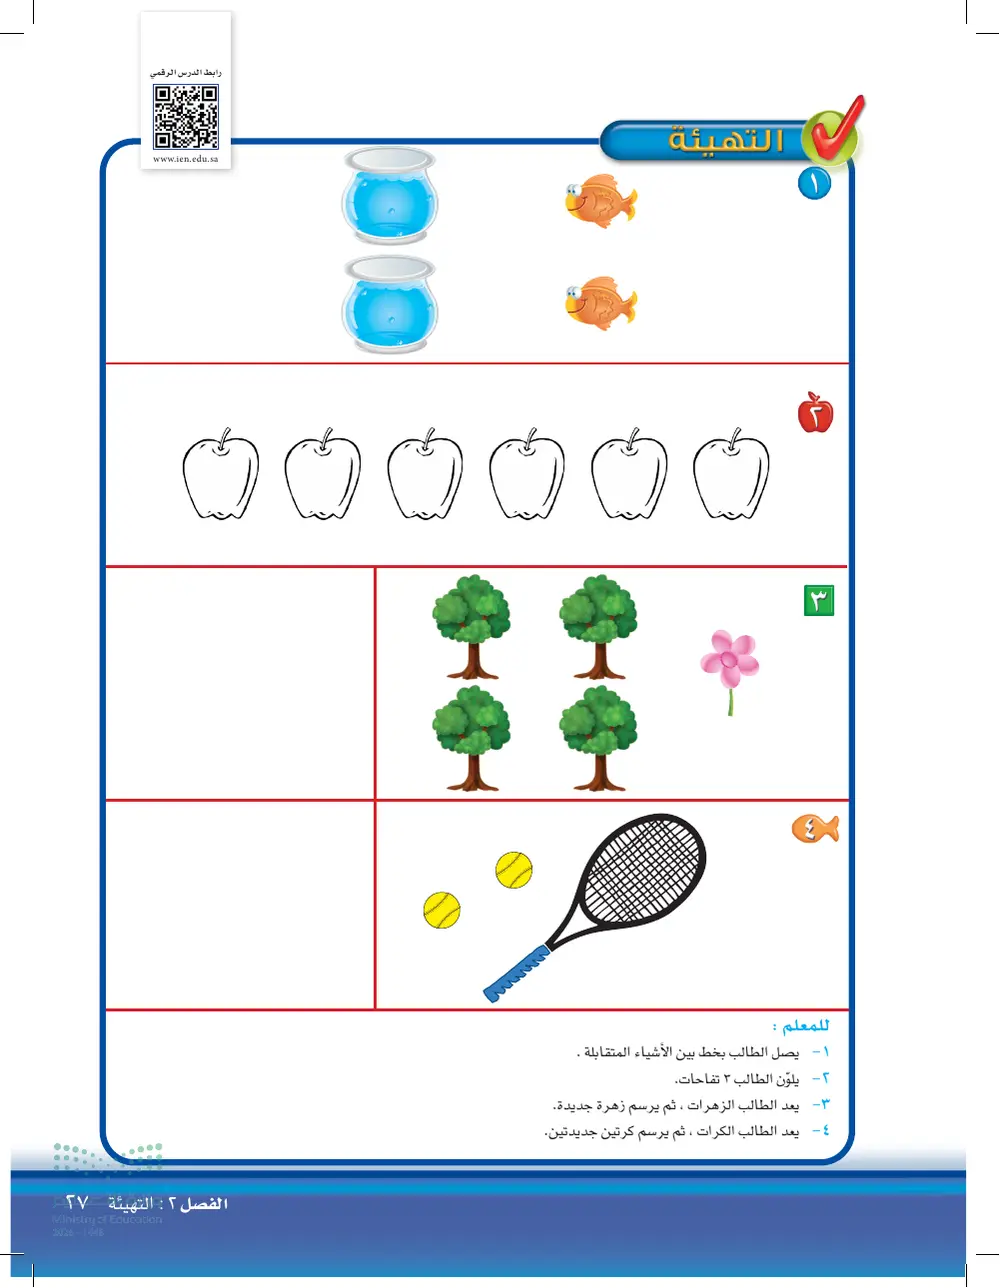 رابط الدرس الرقمي
www.ien.edu.sa
التهيئة
١
٢
٣
٤
للمعلم :
١- يصل الطالب بخط بين الأشياء المتقابلة .
٢- يلوّن الطالب ٣ تفاحات.
٣- يعد الطالب الزهرات ، ثم يرسم زهرة جديدة.
٤- يعد الطالب الكرات ، ثم يرسم كرتين جديدتين.
الفصل ٢ : التهيئة ٢٧
Ministry of Education
2026 - 1448